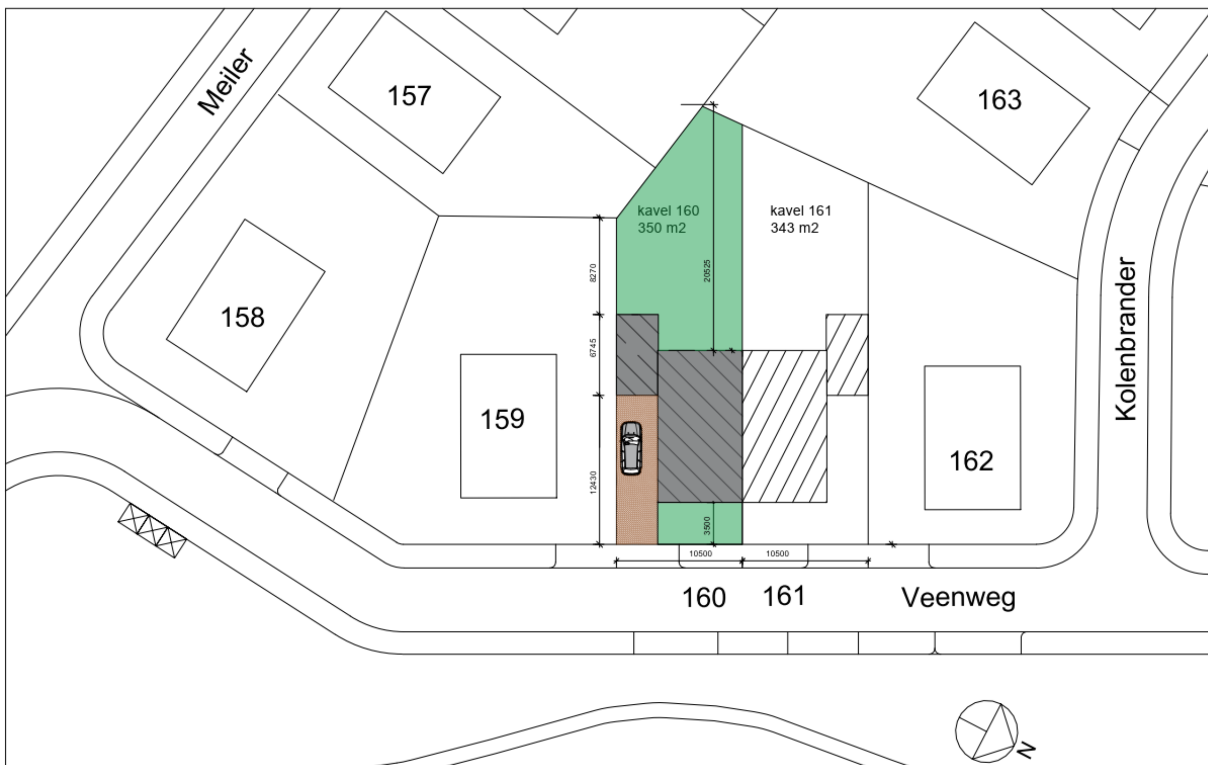 Meiler
157
163
kavel 160
350 m2
kavel 161
343 m2
8270
20525
158
6745
159
162
Kolenbrander
12430
3500
10500
10500
160
161
Veenweg
N